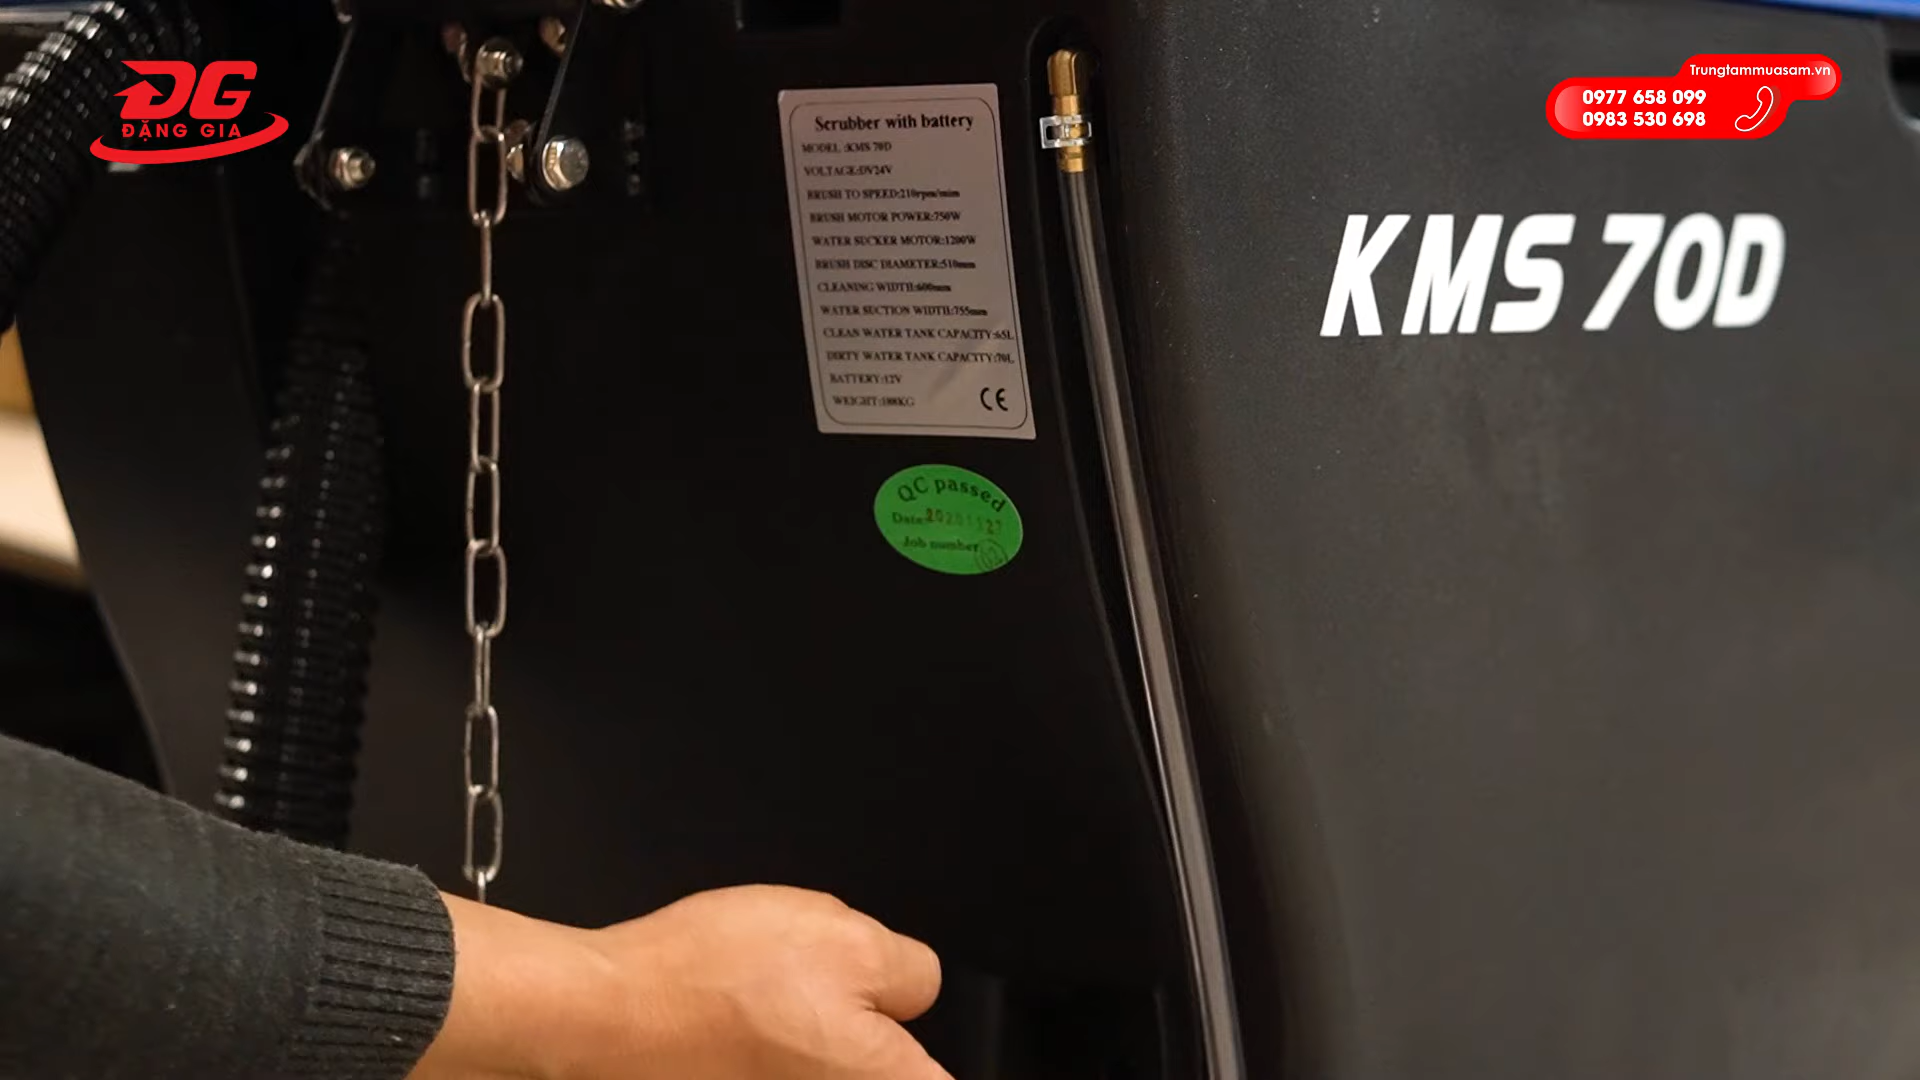 ĐG
ĐẶNG GIA
Trungtammuasam.vn
0977 658 099
0983 530 698
Scrubber with battery
MODEL :KMS 70D
VOLTAGE:DV24V
BRUSH TO SPEED:210rpm/mim
BRUSH MOTOR POWER:750W
WATER SUCKER MOTOR:1200W
BRUSH DISC DIAMETER:510mm
CLEANING WIDTH:600mm
WATER SUCTION WIDTH:755mm
CLEAN WATER TANK CAPACITY:65L
DIRTY WATER TANK CAPACITY:70L
BATTERY:12V
WEIGHT:188KG
CE
KMS 70D
QC passed
Date:
Job number